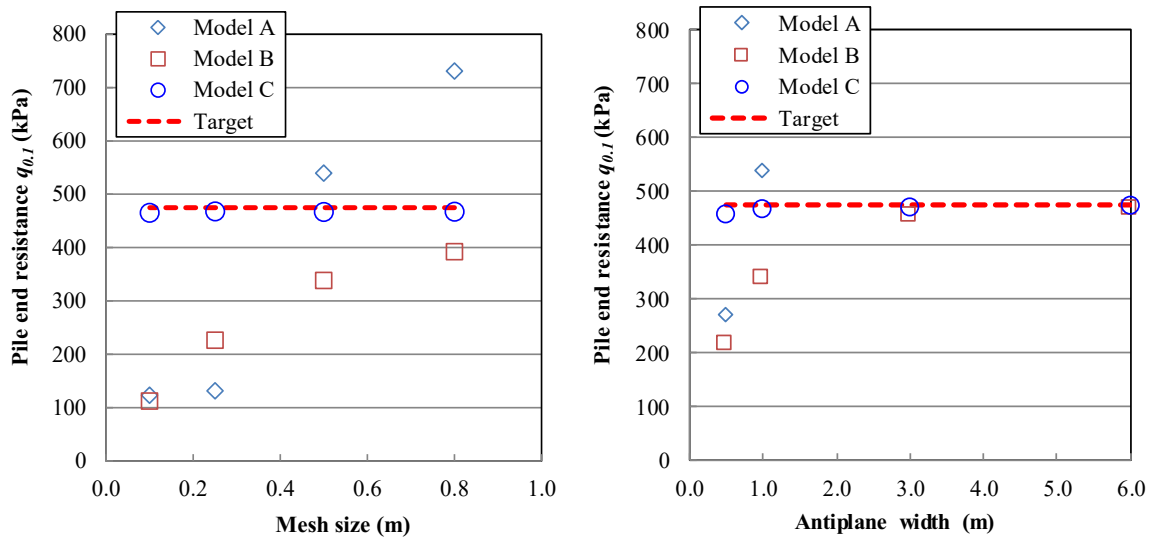 Model A
Model B
Model C
Target
800
700
600
500
400
300
200
100
0
Pile end resistance q0.1 (kPa)
0.0 0.2 0.4 0.6 0.8 1.0
Mesh size (m)
Model A
Model B
Model C
Target
800
700
600
500
400
300
200
100
0
Pile end resistance q0.1 (kPa)
0.0 1.0 2.0 3.0 4.0 5.0 6.0
Antiplane width (m)